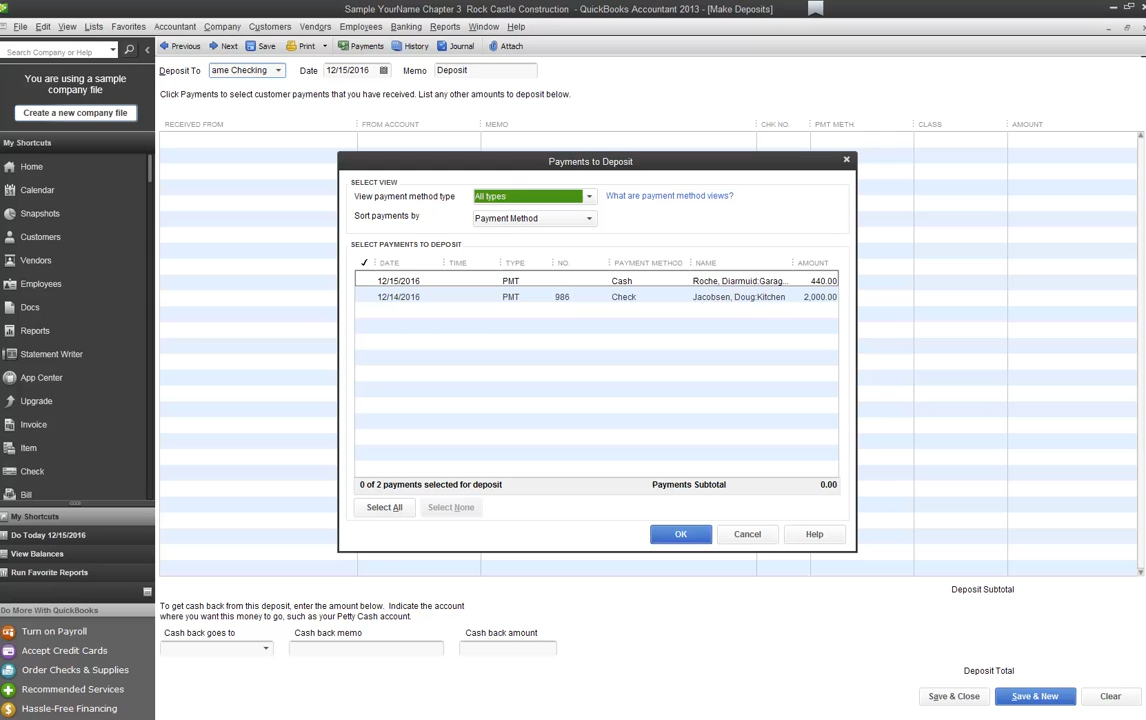 Sample YourName Chapter 3 Rock Castle Construction - QuickBooks Accountant 2013 - [Make Deposits]
File Edit View Lists Favorites Accountant Company Customers Vendors Employees Banking Reports Window Help
Search Company or Help
Previous Next Save Print Payments History Journal Attach
You are using a sample
company file
Create a new company file
Deposit To ame Checking Date 12/15/2016 Memo Deposit
Click Payments to select customer payments that you have received. List any other amounts to deposit below.
RECEIVED FROM FROM ACCOUNT MEMO CHK NO. PMT METH. CLASS AMOUNT
My Shortcuts
Home
Calendar
Snapshots
Customers
Vendors
Employees
Docs
Reports
Statement Writer
App Center
Upgrade
Invoice
Item
Check
Bill
My Shortcuts
Do Today 12/15/2016
View Balances
Run Favorite Reports
Do More With QuickBooks
Turn on Payroll
Accept Credit Cards
Order Checks & Supplies
Recommended Services
Hassle-Free Financing
Payments to Deposit
SELECT VIEW
View payment method type All types What are payment method views?
Sort payments by Payment Method
SELECT PAYMENTS TO DEPOSIT
✓ DATE TIME TYPE NO. PAYMENT METHOD NAME AMOUNT
12/15/2016 PMT Cash Roche, Diarmuid:Garag... 440.00
12/14/2016 PMT 986 Check Jacobsen, Doug:Kitchen 2,000.00
0 of 2 payments selected for deposit Payments Subtotal 0.00
Select All Select None
OK Cancel Help
Deposit Subtotal
To get cash back from this deposit, enter the amount below. Indicate the account
where you want this money to go, such as your Petty Cash account.
Cash back goes to Cash back memo Cash back amount
Deposit Total
Save & Close Save & New Clear